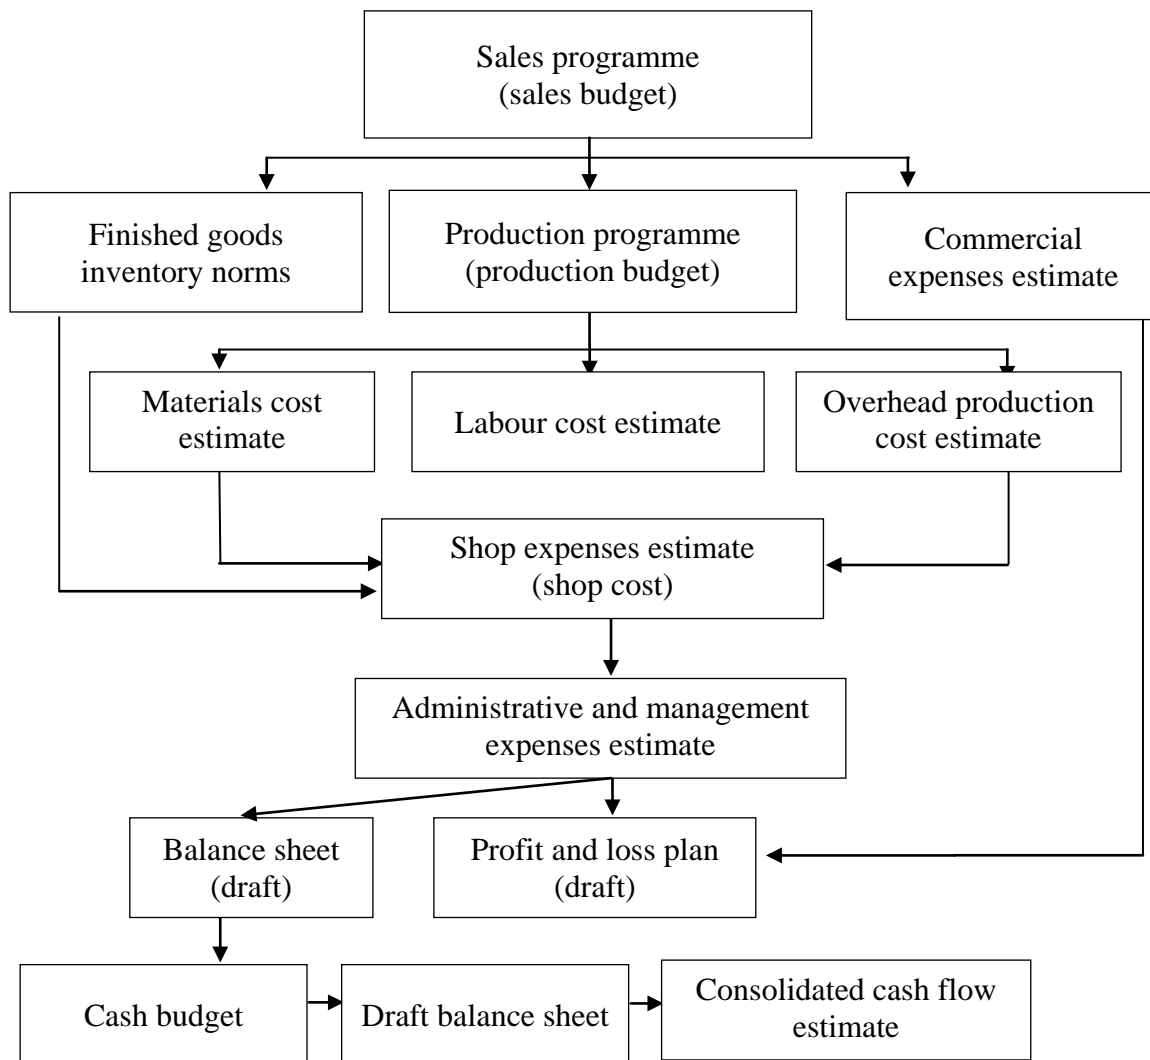 Sales programme
(sales budget)
Finished goods
inventory norms
Production programme
(production budget)
Commercial
expenses estimate
Materials cost
estimate
Labour cost estimate
Overhead production
cost estimate
Shop expenses estimate
(shop cost)
Administrative and management
expenses estimate
Balance sheet
(draft)
Profit and loss plan
(draft)
Cash budget
Draft balance sheet
Consolidated cash flow
estimate